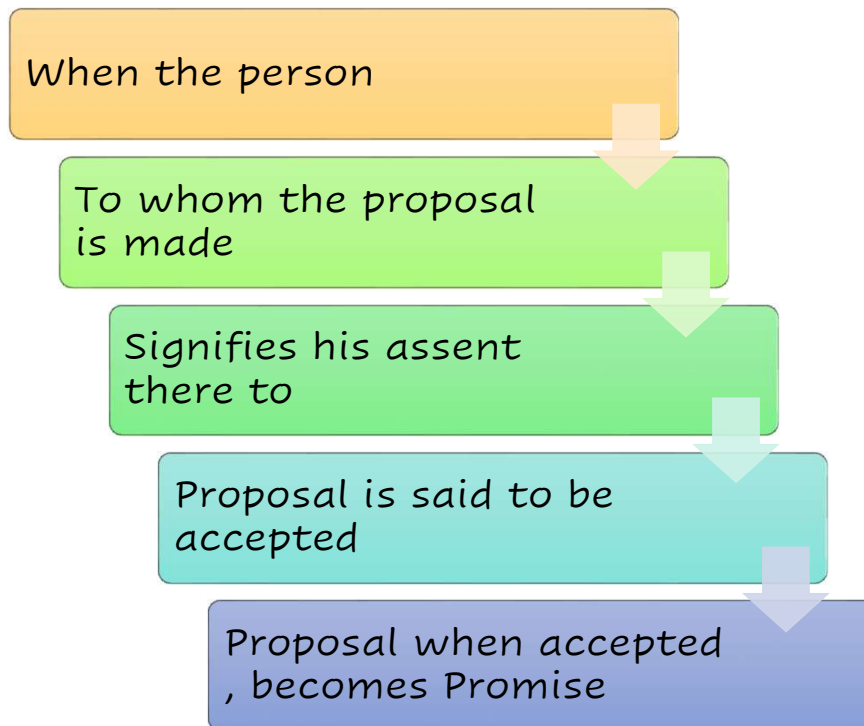 When the person
To whom the proposal
is made
Signifies his assent
there to
Proposal is said to be
accepted
Proposal when accepted
, becomes Promise